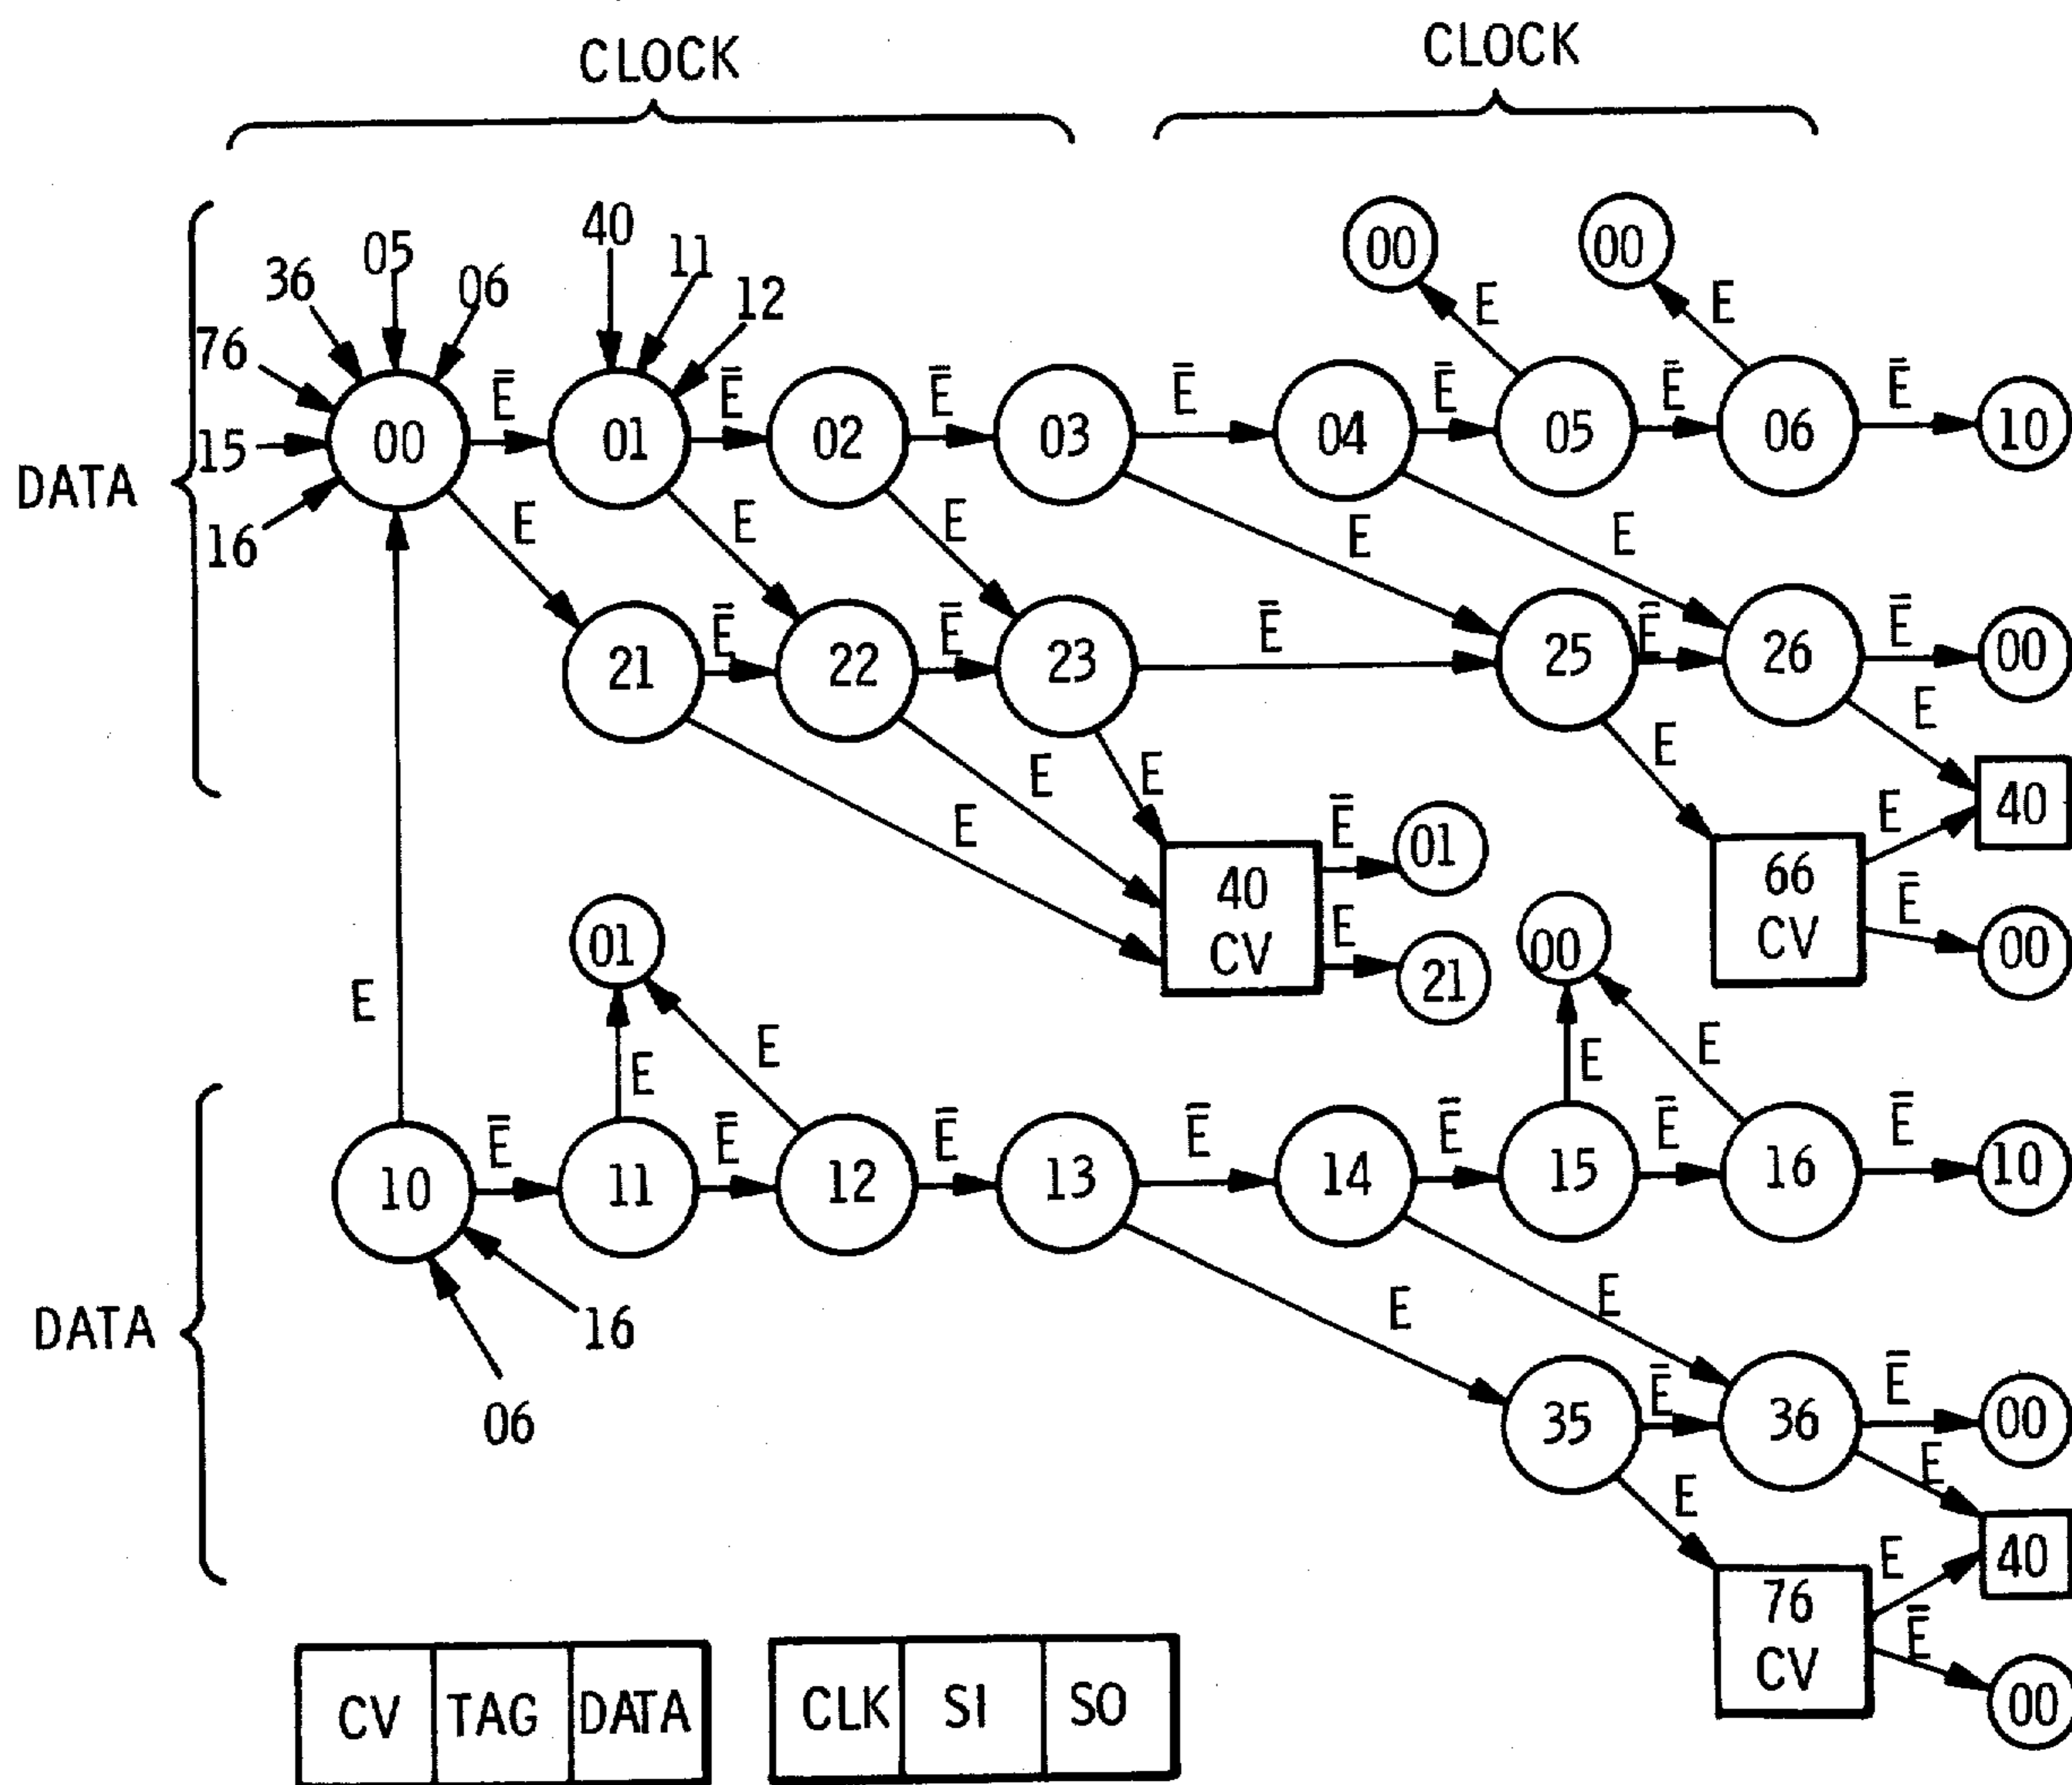 CLOCK CLOCK
40 00 00
05 11
36 06 12 E E
76
Ē Ē Ē Ē Ē Ē Ē
00 01 02 03 04 05 06 10
15
DATA
16 E E E E E
Ē Ē Ē Ē Ē
21 22 23 25 26 00
E E E E E
40
Ē 01 E
40 CV 66 CV
E 21 Ē 00
01 00
E E E E E
Ē Ē Ē Ē Ē Ē Ē
10 11 12 13 14 15 16 10
16 E E
DATA
06
Ē Ē
35 36 00
E E
40
E
76 CV
Ē
00
CV TAG DATA CLK SI SO